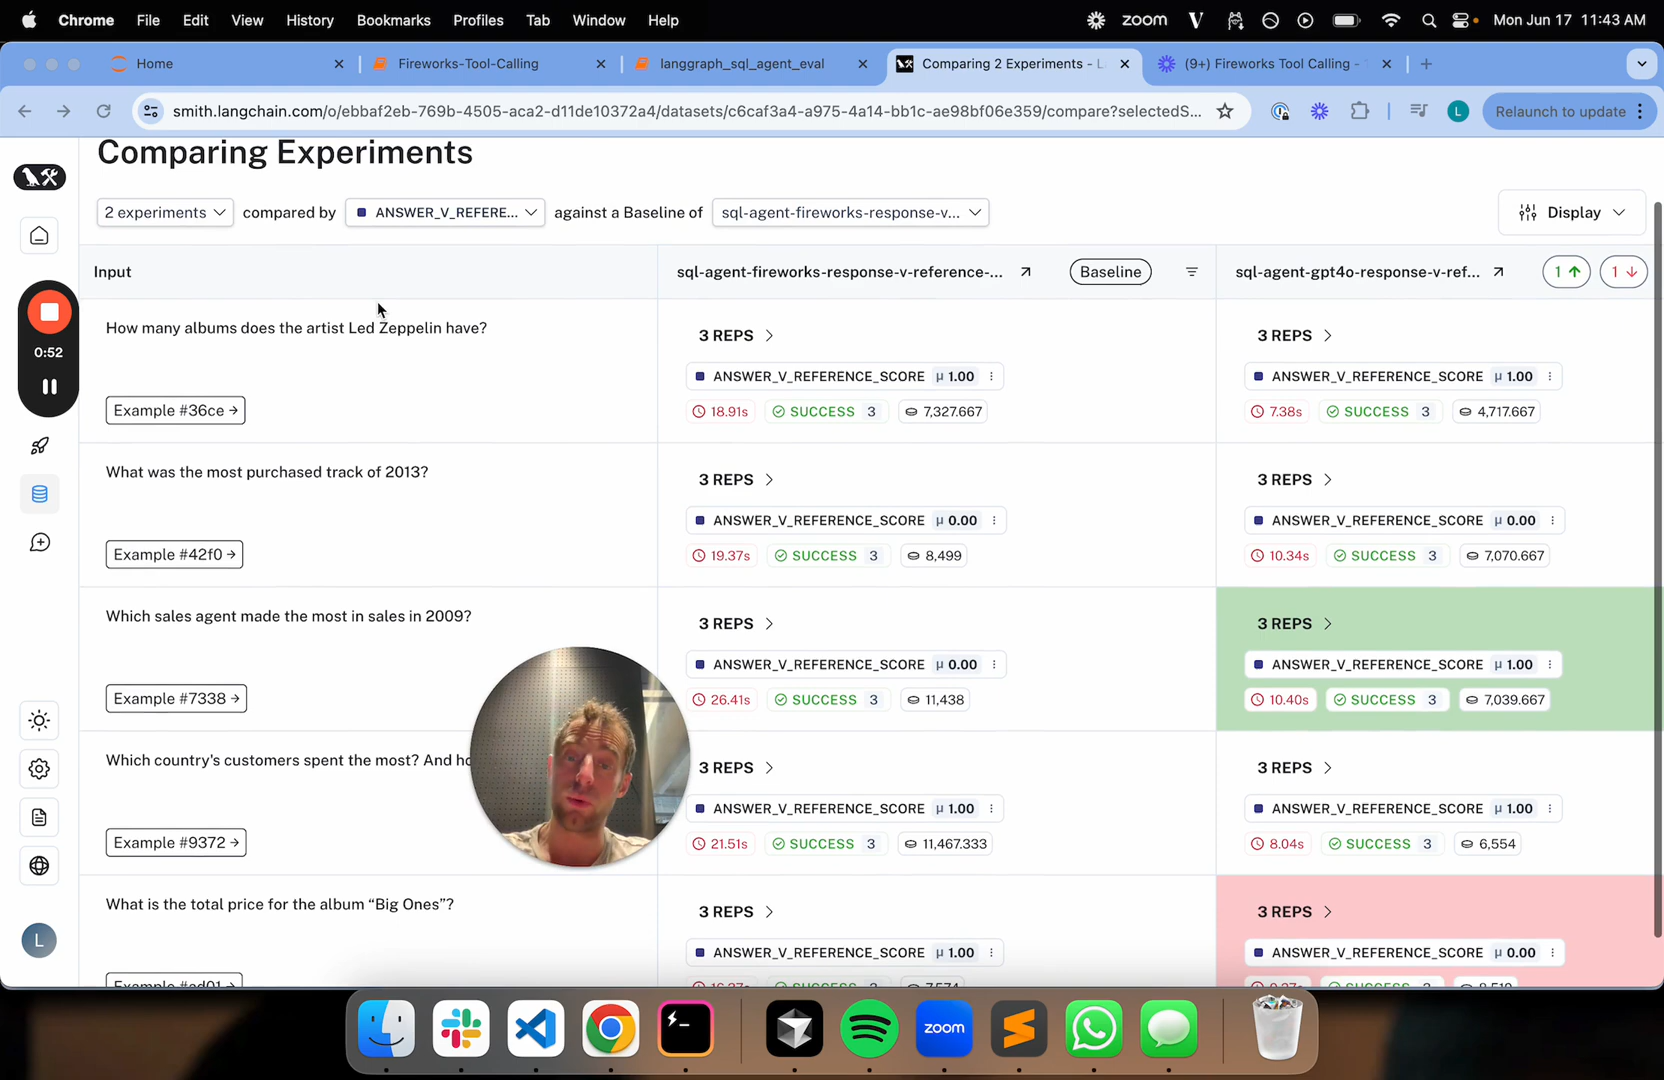 Chrome File Edit View History Bookmarks Profiles Tab Window Help zoom Mon Jun 17 11:43 AM
Home Fireworks-Tool-Calling langgraph_sql_agent_eval Comparing 2 Experiments - L (9+) Fireworks Tool Calling -
smith.langchain.com/o/ebbaf2eb-769b-4505-aca2-d11de10372a4/datasets/c6caf3a4-a975-4a14-bb1c-ae98bf06e359/compare?selectedS... L Relaunch to update
Comparing Experiments
2 experiments compared by ANSWER_V_REFERE... against a Baseline of sql-agent-fireworks-response-v... Display
Input sql-agent-fireworks-response-v-reference-... Baseline sql-agent-gpt4o-response-v-ref... 1 ↑ 1 ↓
0:52
How many albums does the artist Led Zeppelin have? 3 REPS 3 REPS
ANSWER_V_REFERENCE_SCORE μ 1.00 ANSWER_V_REFERENCE_SCORE μ 1.00
Example #36ce → 18.91s SUCCESS 3 7,327.667 7.38s SUCCESS 3 4,717.667
What was the most purchased track of 2013? 3 REPS 3 REPS
ANSWER_V_REFERENCE_SCORE μ 0.00 ANSWER_V_REFERENCE_SCORE μ 0.00
Example #42f0 → 19.37s SUCCESS 3 8,499 10.34s SUCCESS 3 7,070.667
Which sales agent made the most in sales in 2009? 3 REPS 3 REPS
ANSWER_V_REFERENCE_SCORE μ 0.00 ANSWER_V_REFERENCE_SCORE μ 1.00
Example #7338 → 26.41s SUCCESS 3 11,438 10.40s SUCCESS 3 7,039.667
Which country's customers spent the most? And ho 3 REPS 3 REPS
ANSWER_V_REFERENCE_SCORE μ 1.00 ANSWER_V_REFERENCE_SCORE μ 1.00
Example #9372 → 21.51s SUCCESS 3 11,467.333 8.04s SUCCESS 3 6,554
What is the total price for the album “Big Ones”? 3 REPS 3 REPS
ANSWER_V_REFERENCE_SCORE μ 1.00 ANSWER_V_REFERENCE_SCORE μ 0.00
Example #ad01 → SUCCESS 3 SUCCESS 3
L
zoom